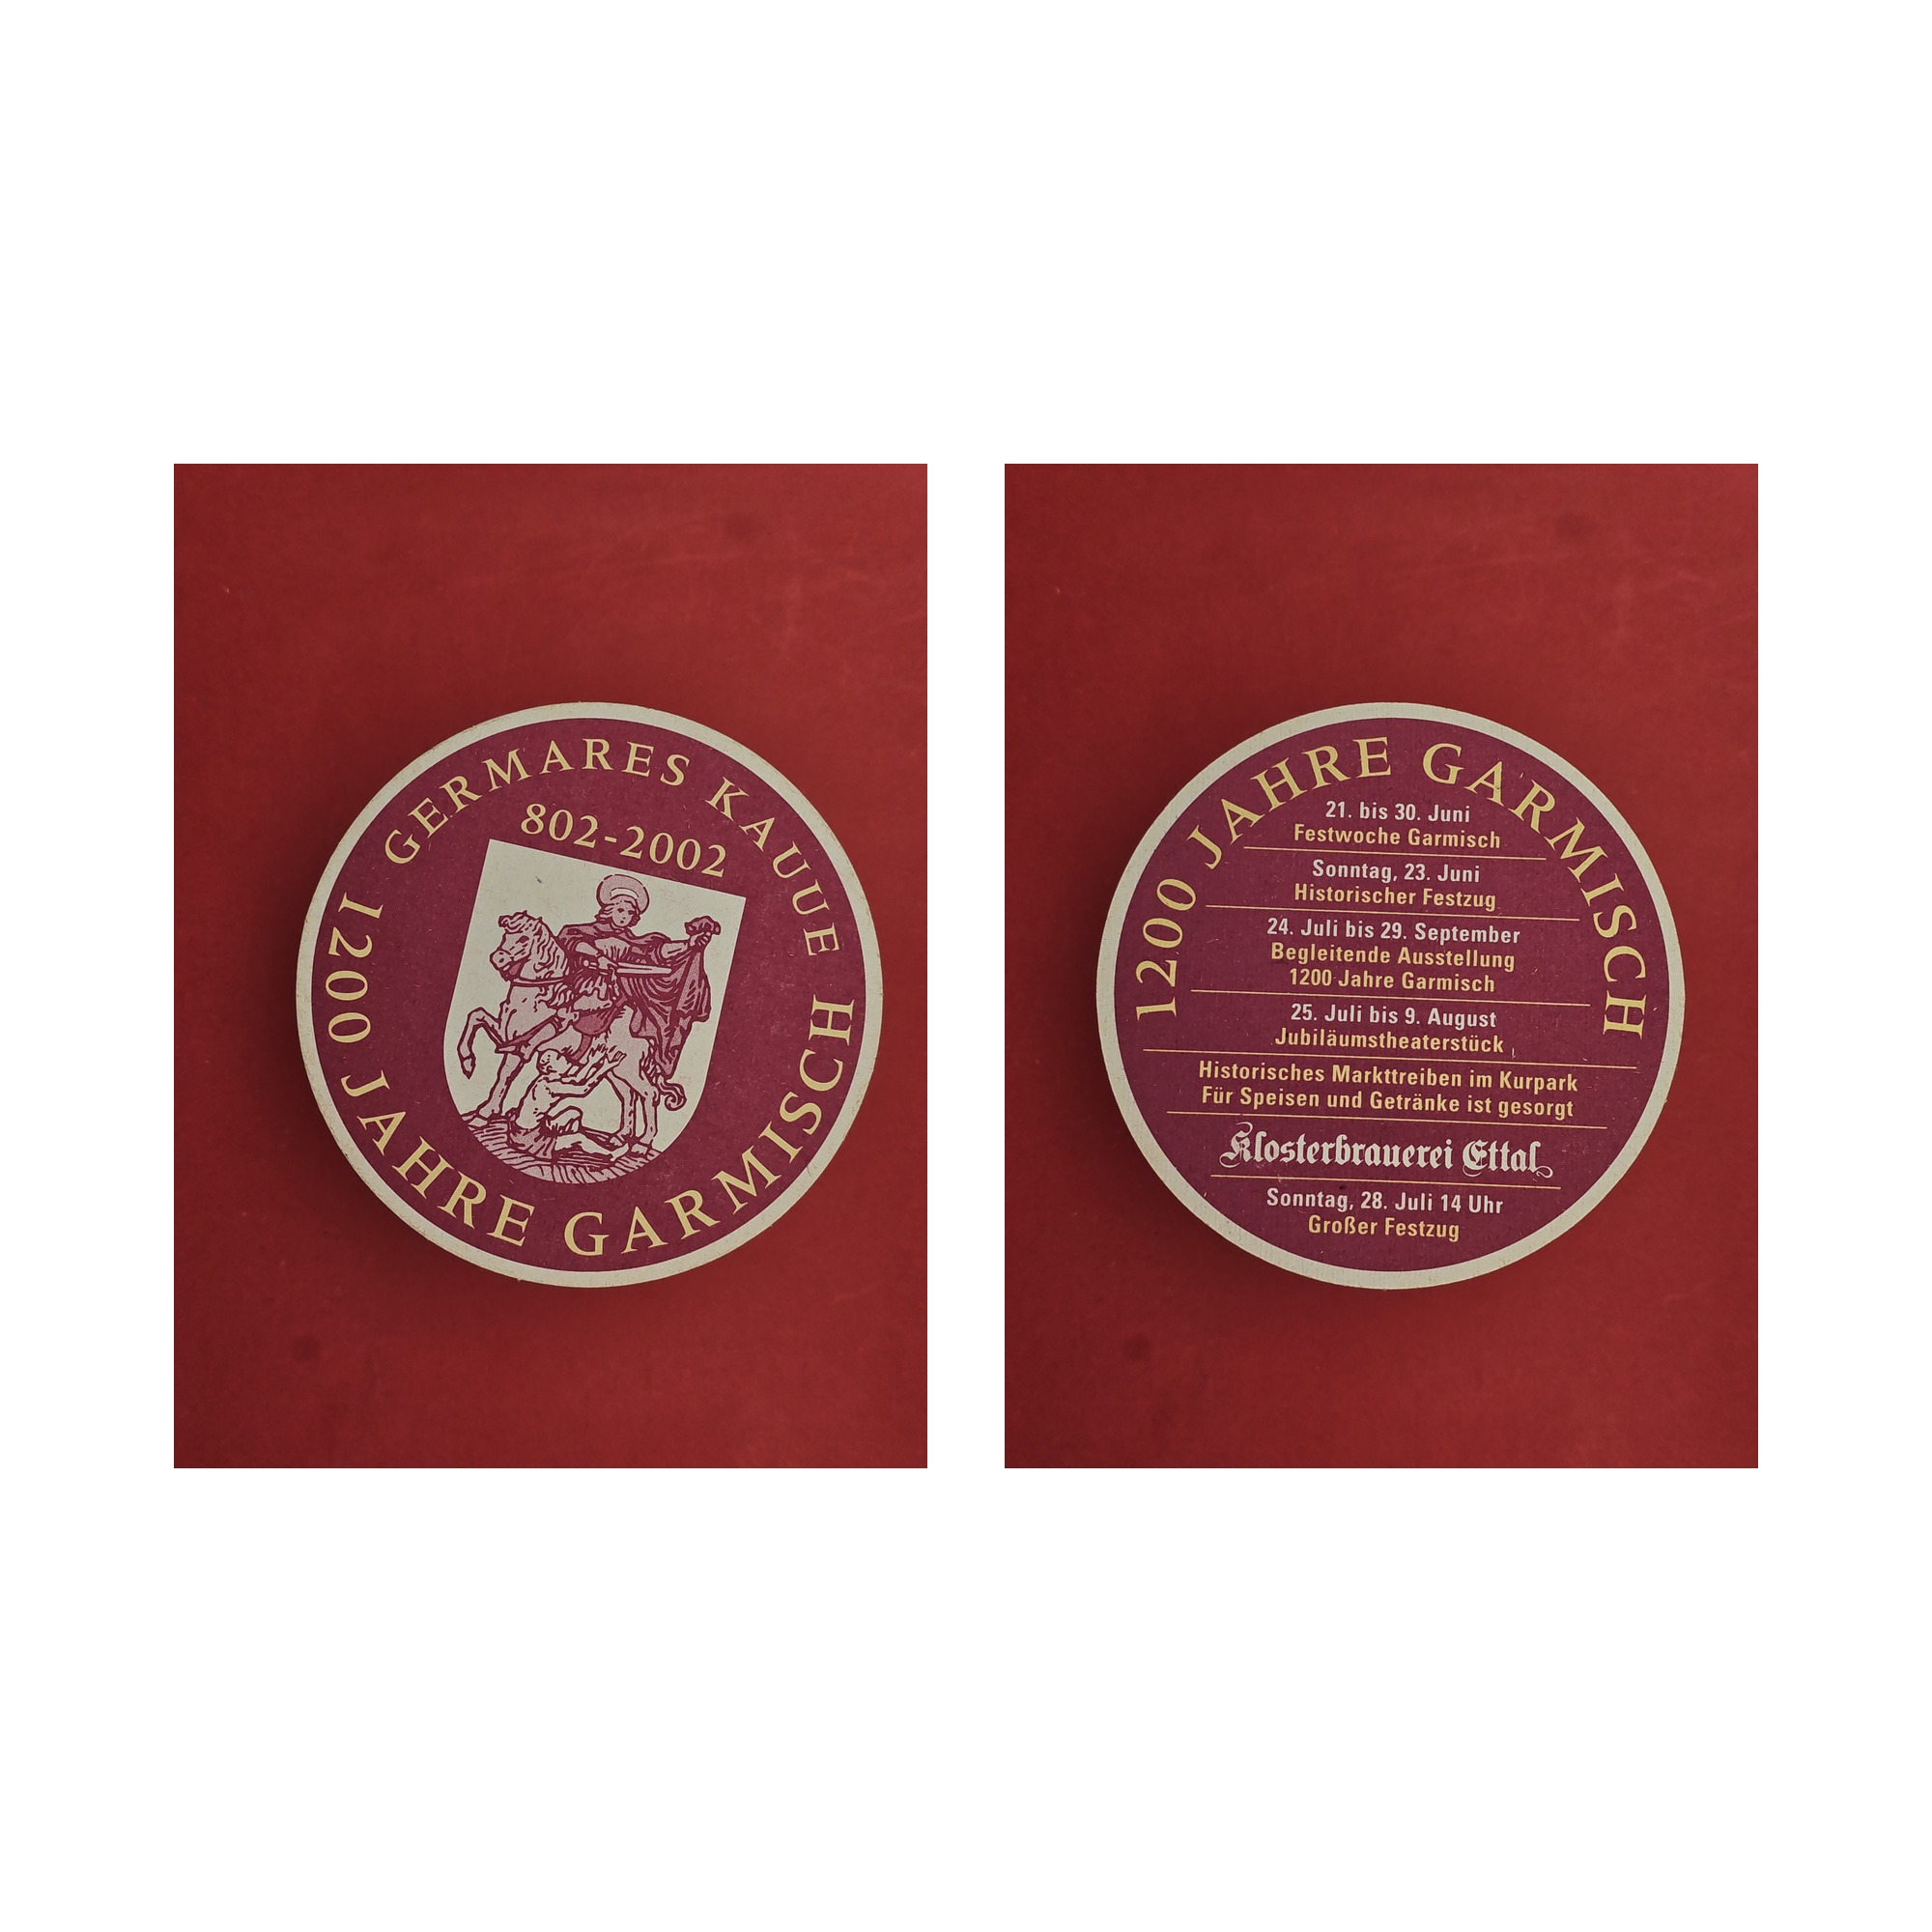 GERMARES KAUUE
802-2002
1200 JAHRE GARMISCH
1200 JAHRE GARMISCH
21. bis 30. Juni
Festwoche Garmisch
Sonntag, 23. Juni
Historischer Festzug
24. Juli bis 29. September
Begleitende Ausstellung
1200 Jahre Garmisch
25. Juli bis 9. August
Jubiläumstheaterstück
Historisches Markttreiben im Kurpark
Für Speisen und Getränke ist gesorgt
Klosterbrauerei Ettal
Sonntag, 28. Juli 14 Uhr
Großer Festzug